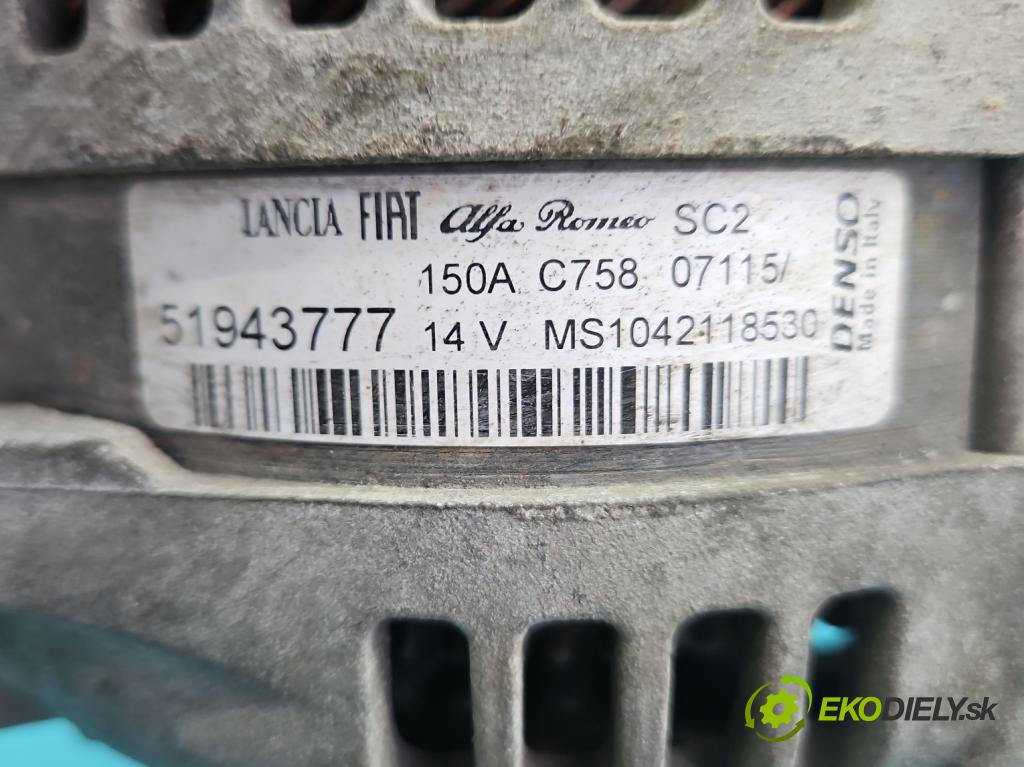 LANCIA FIAT Alfa Romeo SC2
150A C758 07115/
51943777 14 V MS1042118530
DENSO
Made in Italy
EKODIELY.sk